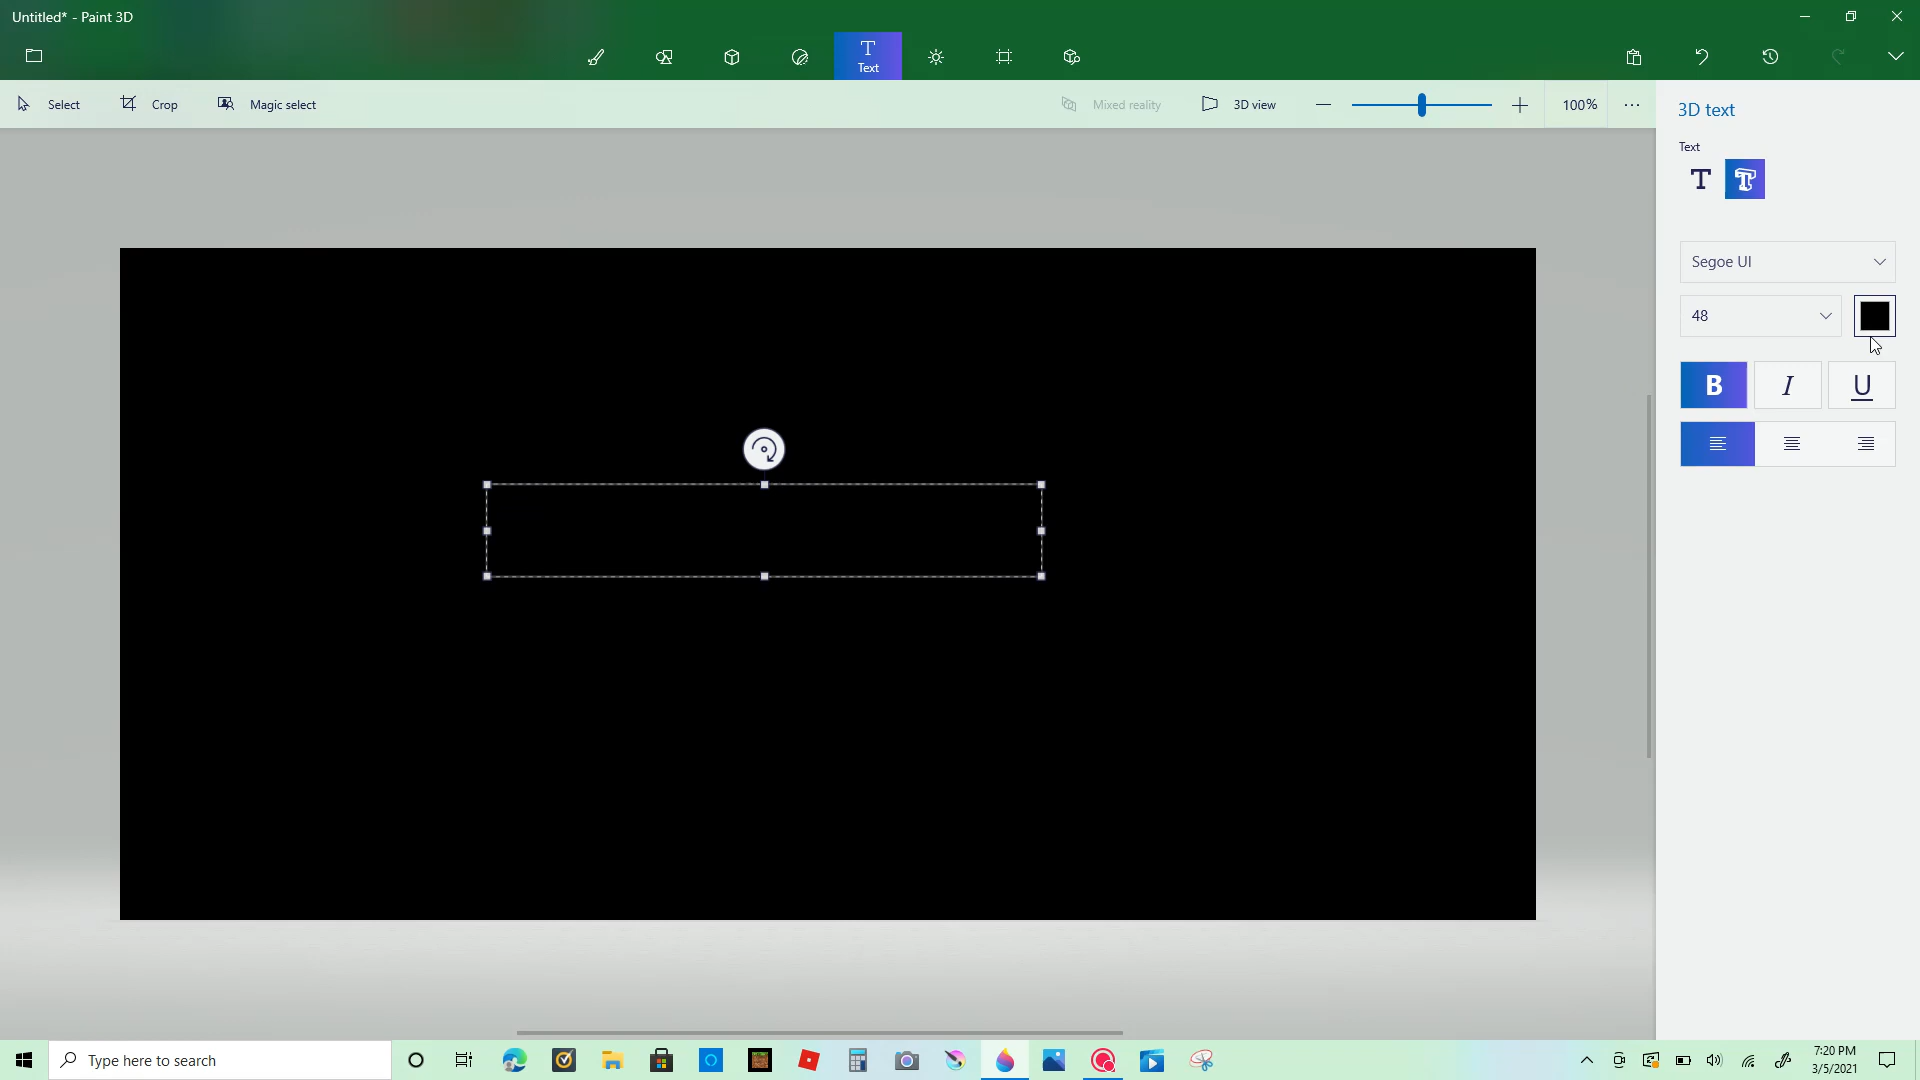 Untitled* - Paint 3D
Text
Select
Crop
Magic select
Mixed reality
3D view
100%
3D text
Text
Segoe UI
48
B
I
U
Type here to search
7:20 PM
3/5/2021